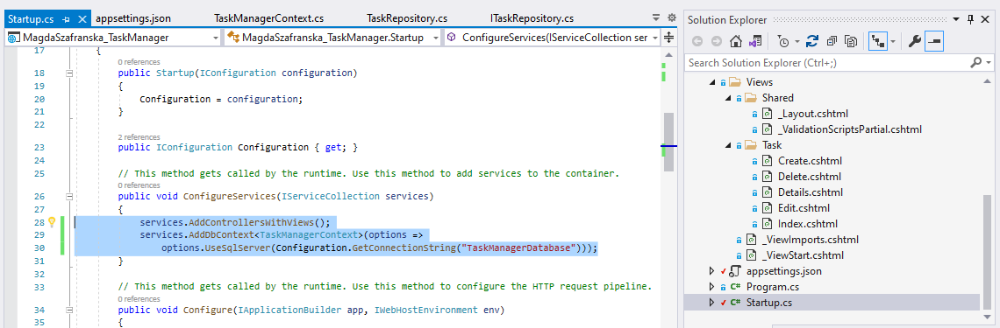 Startup.cs
appsettings.json
TaskManagerContext.cs
TaskRepository.cs
ITaskRepository.cs
MagdaSzafranska_TaskManager
MagdaSzafranska_TaskManager.Startup
ConfigureServices(IServiceCollection ser
17 {
0 references
18 public Startup(IConfiguration configuration)
19 {
20 Configuration = configuration;
21 }
22
2 references
23 public IConfiguration Configuration { get; }
24
25 // This method gets called by the runtime. Use this method to add services to the container.
0 references
26 public void ConfigureServices(IServiceCollection services)
27 {
28 services.AddControllersWithViews();
29 services.AddDbContext<TaskManagerContext>(options =>
30 options.UseSqlServer(Configuration.GetConnectionString("TaskManagerDatabase")));
31 }
32
33 // This method gets called by the runtime. Use this method to configure the HTTP request pipeline.
0 references
34 public void Configure(IApplicationBuilder app, IWebHostEnvironment env)
35 {
Solution Explorer
Search Solution Explorer (Ctrl+;)
Views
Shared
_Layout.cshtml
_ValidationScriptsPartial.cshtml
Task
Create.cshtml
Delete.cshtml
Details.cshtml
Edit.cshtml
Index.cshtml
_ViewImports.cshtml
_ViewStart.cshtml
appsettings.json
C# Program.cs
C# Startup.cs